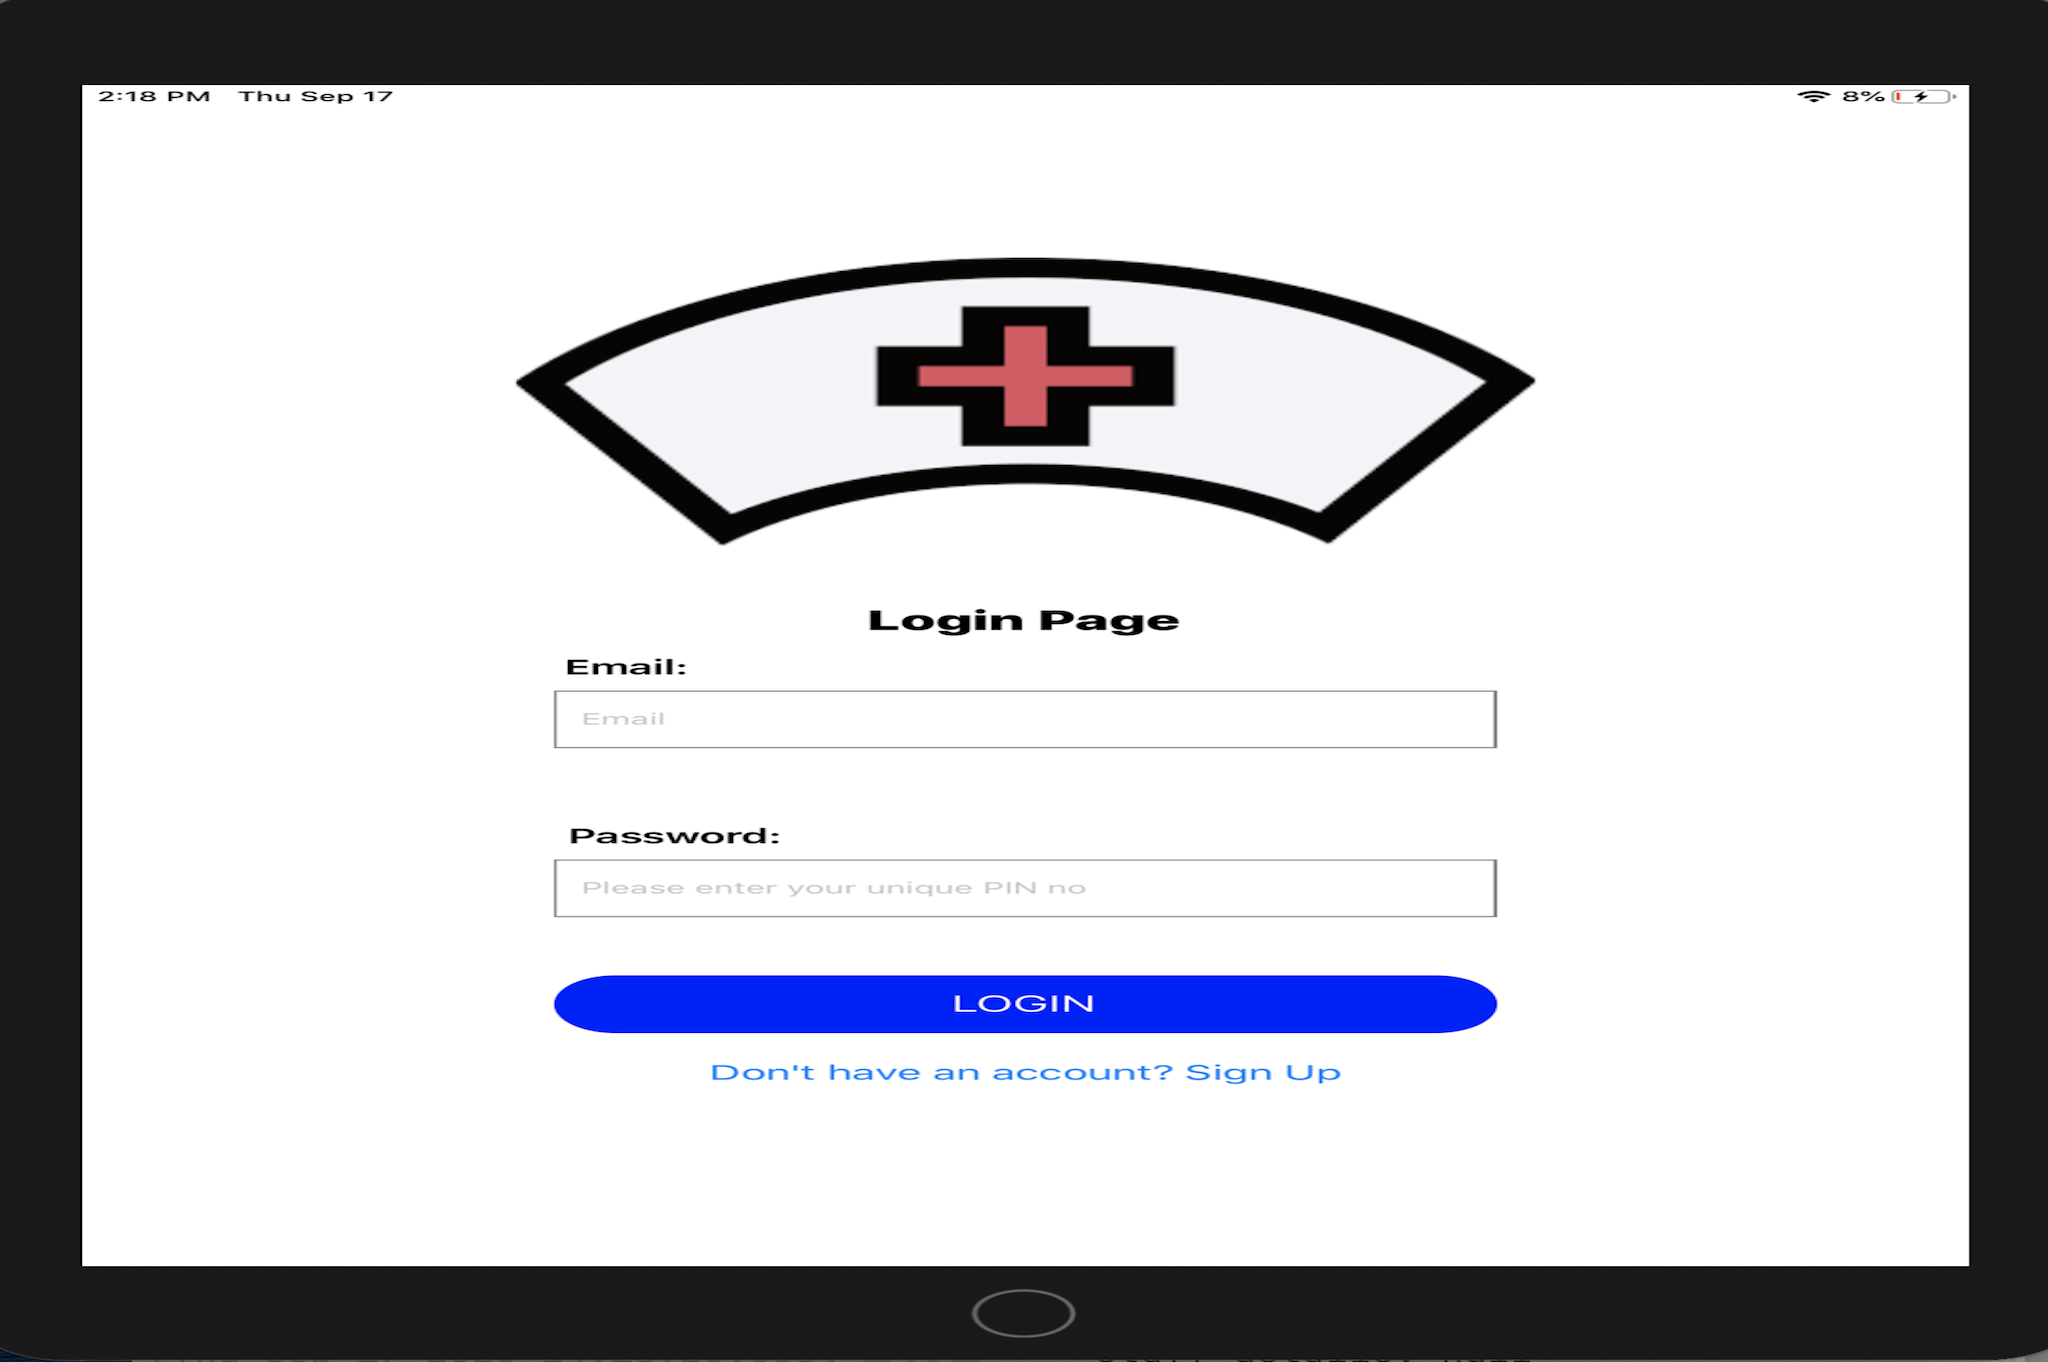 2:18 PM Thu Sep 17 8%
Login Page
Email:
Email
Password:
Please enter your unique PIN no
LOGIN
Don't have an account? Sign Up